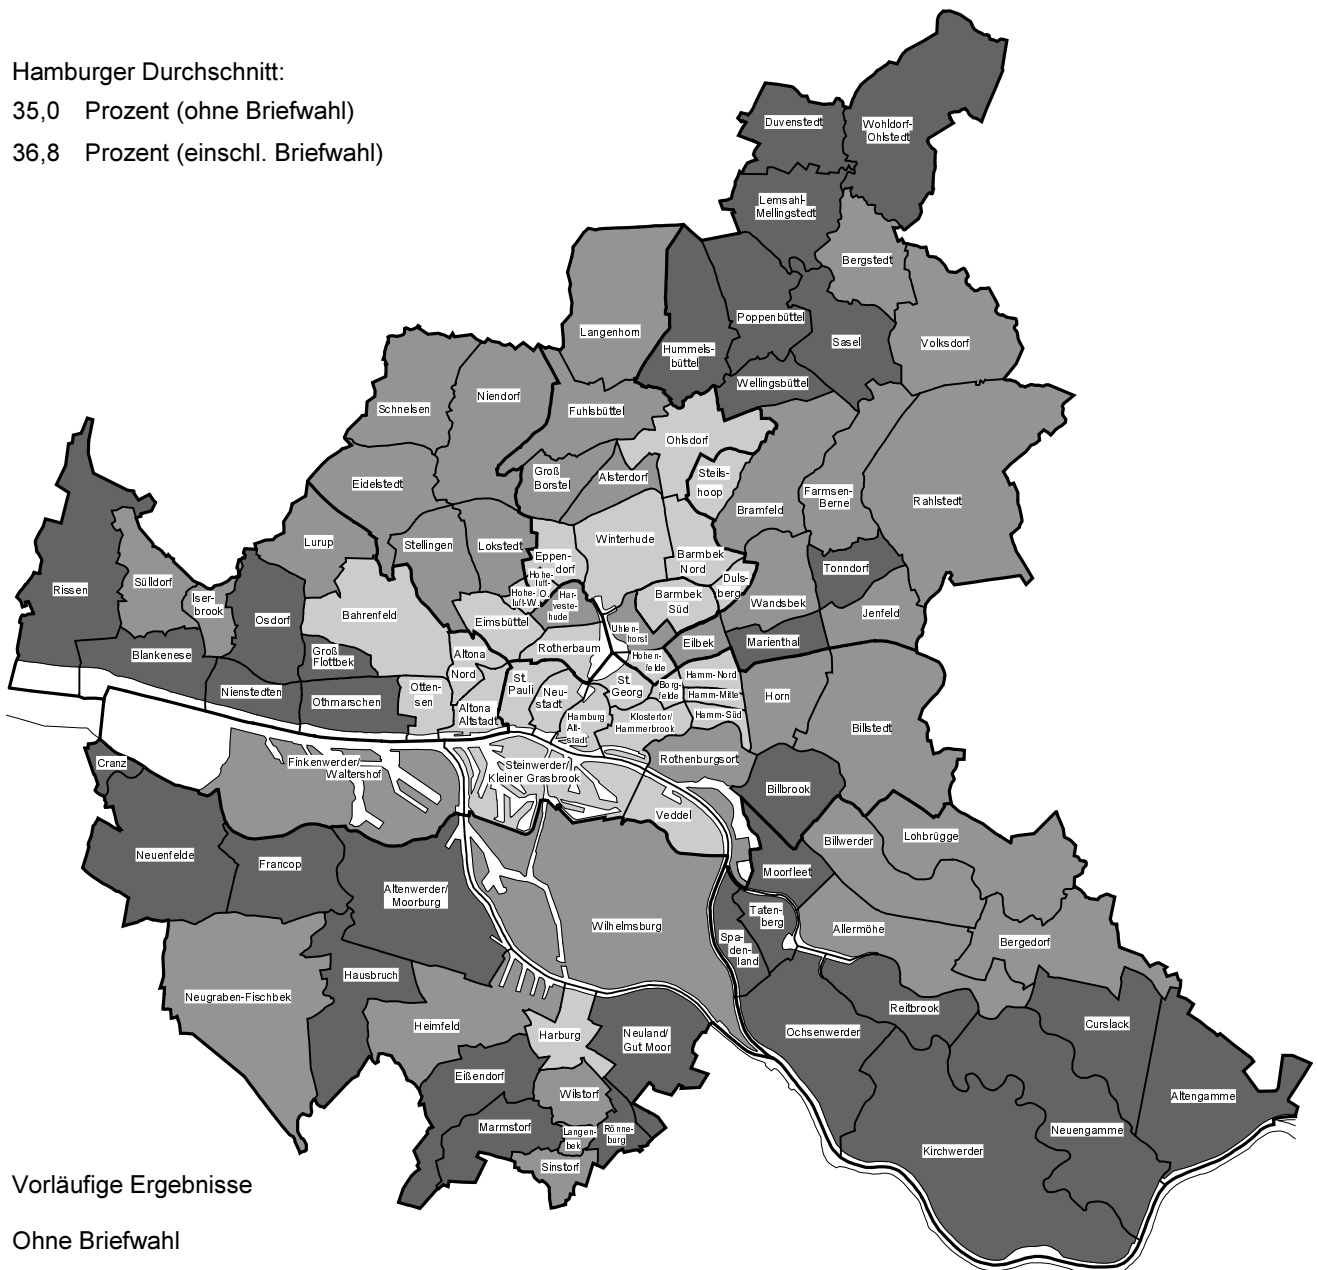 Hamburger Durchschnitt:
35,0 Prozent (ohne Briefwahl)
36,8 Prozent (einschl. Briefwahl)
Duvenstedt
Wohldorf-
Ohlstedt
Lemsahl-
Mellingstedt
Bergstedt
Langenhorn
Hummels-
büttel
Poppenbüttel
Sasel
Volksdorf
Wellingsbüttel
Schnelsen
Niendorf
Fuhlsbüttel
Ohlsdorf
Eidelstedt
Groß
Borstel
Alsterdorf
Steils-
hoop
Bramfeld
Farmsen-
Berne
Rahlstedt
Lurup
Stellingen
Lokstedt
Winterhude
Eppen-
dorf
Barmbek
Nord
Tonndorf
Rissen
Sülldorf
Iser-
brook
Osdorf
Bahrenfeld
Hohe-
luft-
O.
Hohe-
luft-W.
Har-
veste-
hude
Barmbek
Süd
Duls-
berg
Wandsbek
Jenfeld
Eimsbüttel
Uhlen-
horst
Eilbek
Marienthal
Blankenese
Groß
Flottbek
Altona
Nord
Rotherbaum
Hohen-
felde
Nienstedten
Othmarschen
Otten-
sen
Altona
Altstadt
St.
Pauli
Neu-
stadt
St.
Georg
Borg-
felde
Hamm-Nord
Hamm-Mitte
Hamm-Süd
Horn
Billstedt
Hamburg
Alt-
stadt
Klostertor/
Hammerbrook
Cranz
Finkenwerder/
Waltershof
Steinwerder/
Kleiner Grasbrook
Rothenburgsort
Billbrook
Veddel
Neuenfelde
Francop
Altenwerder/
Moorburg
Billwerder
Lohbrügge
Moorfleet
Wilhelmsburg
Taten-
berg
Allermöhe
Spa-
den-
land
Bergedorf
Neugraben-Fischbek
Hausbruch
Heimfeld
Harburg
Neuland/
Gut Moor
Ochsenwerder
Reitbrook
Curslack
Altengamme
Eißendorf
Wilstorf
Marmstorf
Langen-
bek
Rönne-
burg
Sinstorf
Neuengamme
Kirchwerder
Vorläufige Ergebnisse
Ohne Briefwahl